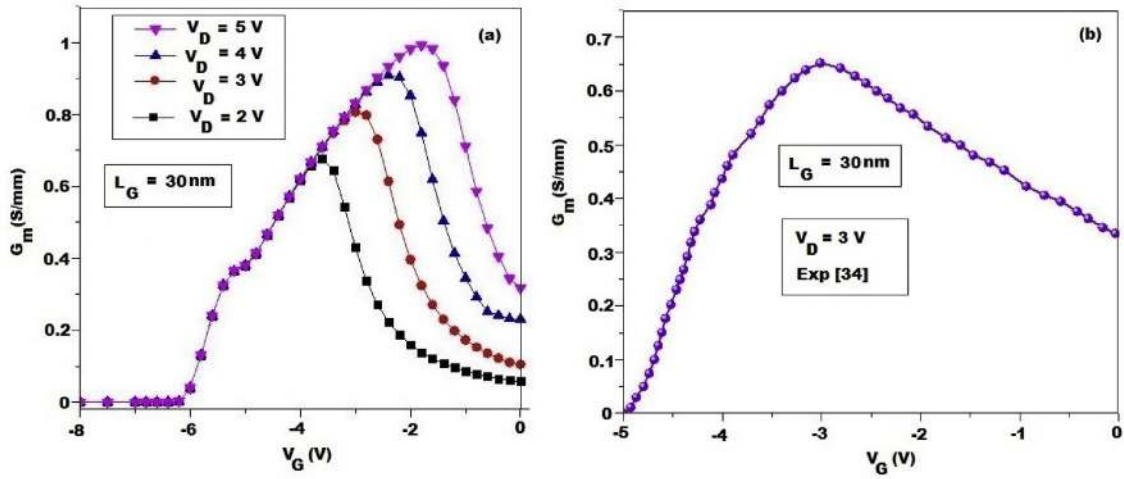 (a)
V_D = 5 V
V_D = 4 V
V_D = 3 V
V_D = 2 V
L_G = 30nm
G_m(S/mm)
1
0.8
0.6
0.4
0.2
0
-8
-6
-4
-2
0
V_G (V)
(b)
L_G = 30nm
V_D = 3 V
Exp [34]
G_m(S/mm)
0.7
0.6
0.5
0.4
0.3
0.2
0.1
0
-5
-4
-3
-2
-1
0
V_G (V)